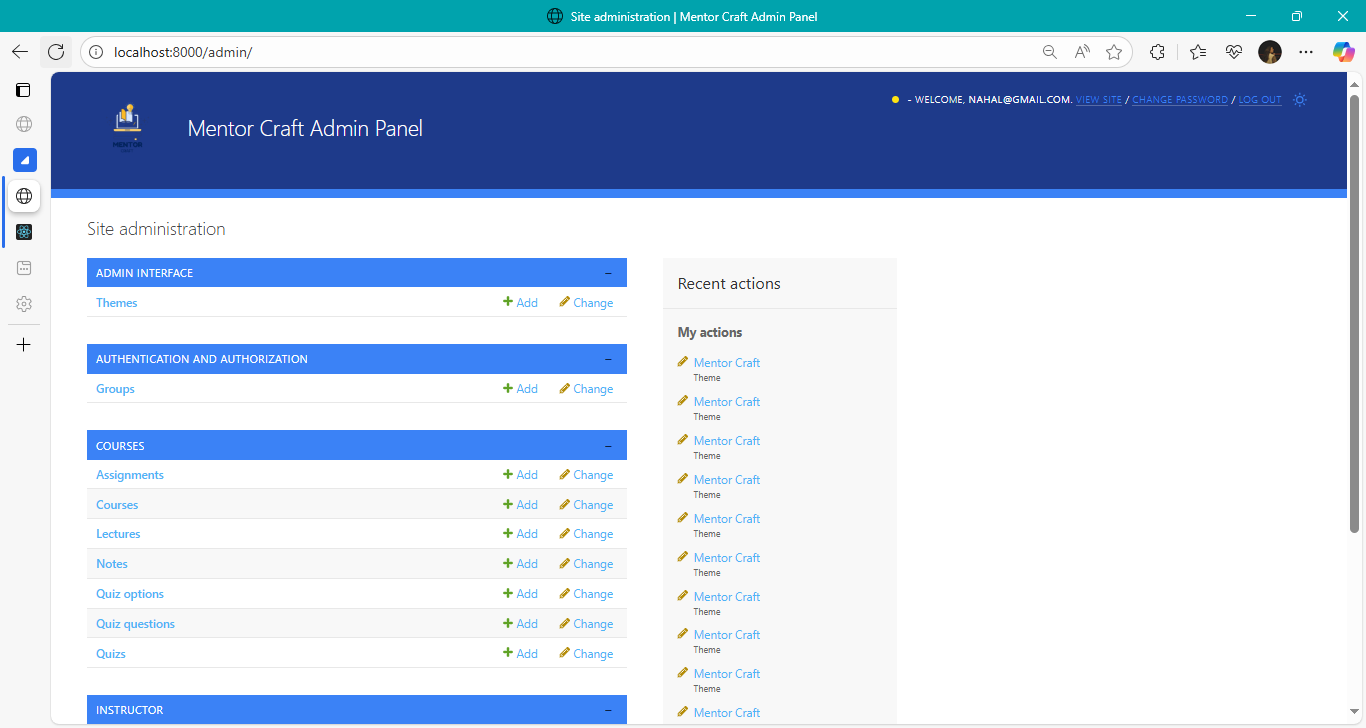 Site administration | Mentor Craft Admin Panel
localhost:8000/admin/
MENTOR
Mentor Craft Admin Panel
- WELCOME, NAHAL@GMAIL.COM. VIEW SITE / CHANGE PASSWORD / LOG OUT
Site administration
ADMIN INTERFACE –
Themes Add Change
AUTHENTICATION AND AUTHORIZATION –
Groups Add Change
COURSES –
Assignments Add Change
Courses Add Change
Lectures Add Change
Notes Add Change
Quiz options Add Change
Quiz questions Add Change
Quizs Add Change
INSTRUCTOR –
Recent actions
My actions
Mentor Craft
Theme
Mentor Craft
Theme
Mentor Craft
Theme
Mentor Craft
Theme
Mentor Craft
Theme
Mentor Craft
Theme
Mentor Craft
Theme
Mentor Craft
Theme
Mentor Craft
Theme
Mentor Craft